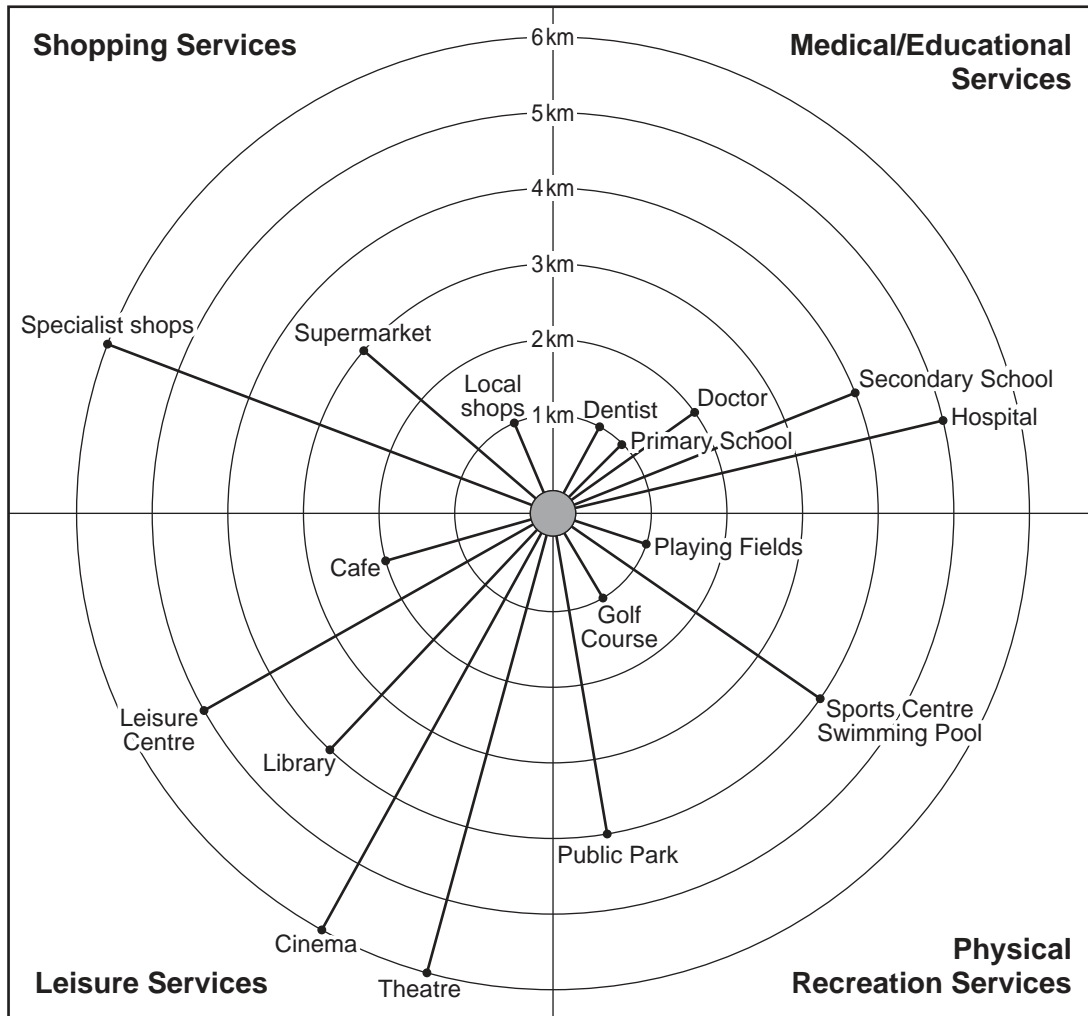 Shopping Services
Medical/Educational
Services
6 km
5 km
4 km
3 km
2 km
1 km
Specialist shops
Supermarket
Local
shops
Dentist
Doctor
Primary School
Secondary School
Hospital
Cafe
Leisure
Centre
Library
Cinema
Theatre
Playing Fields
Golf
Course
Sports Centre
Swimming Pool
Public Park
Leisure Services
Physical
Recreation Services